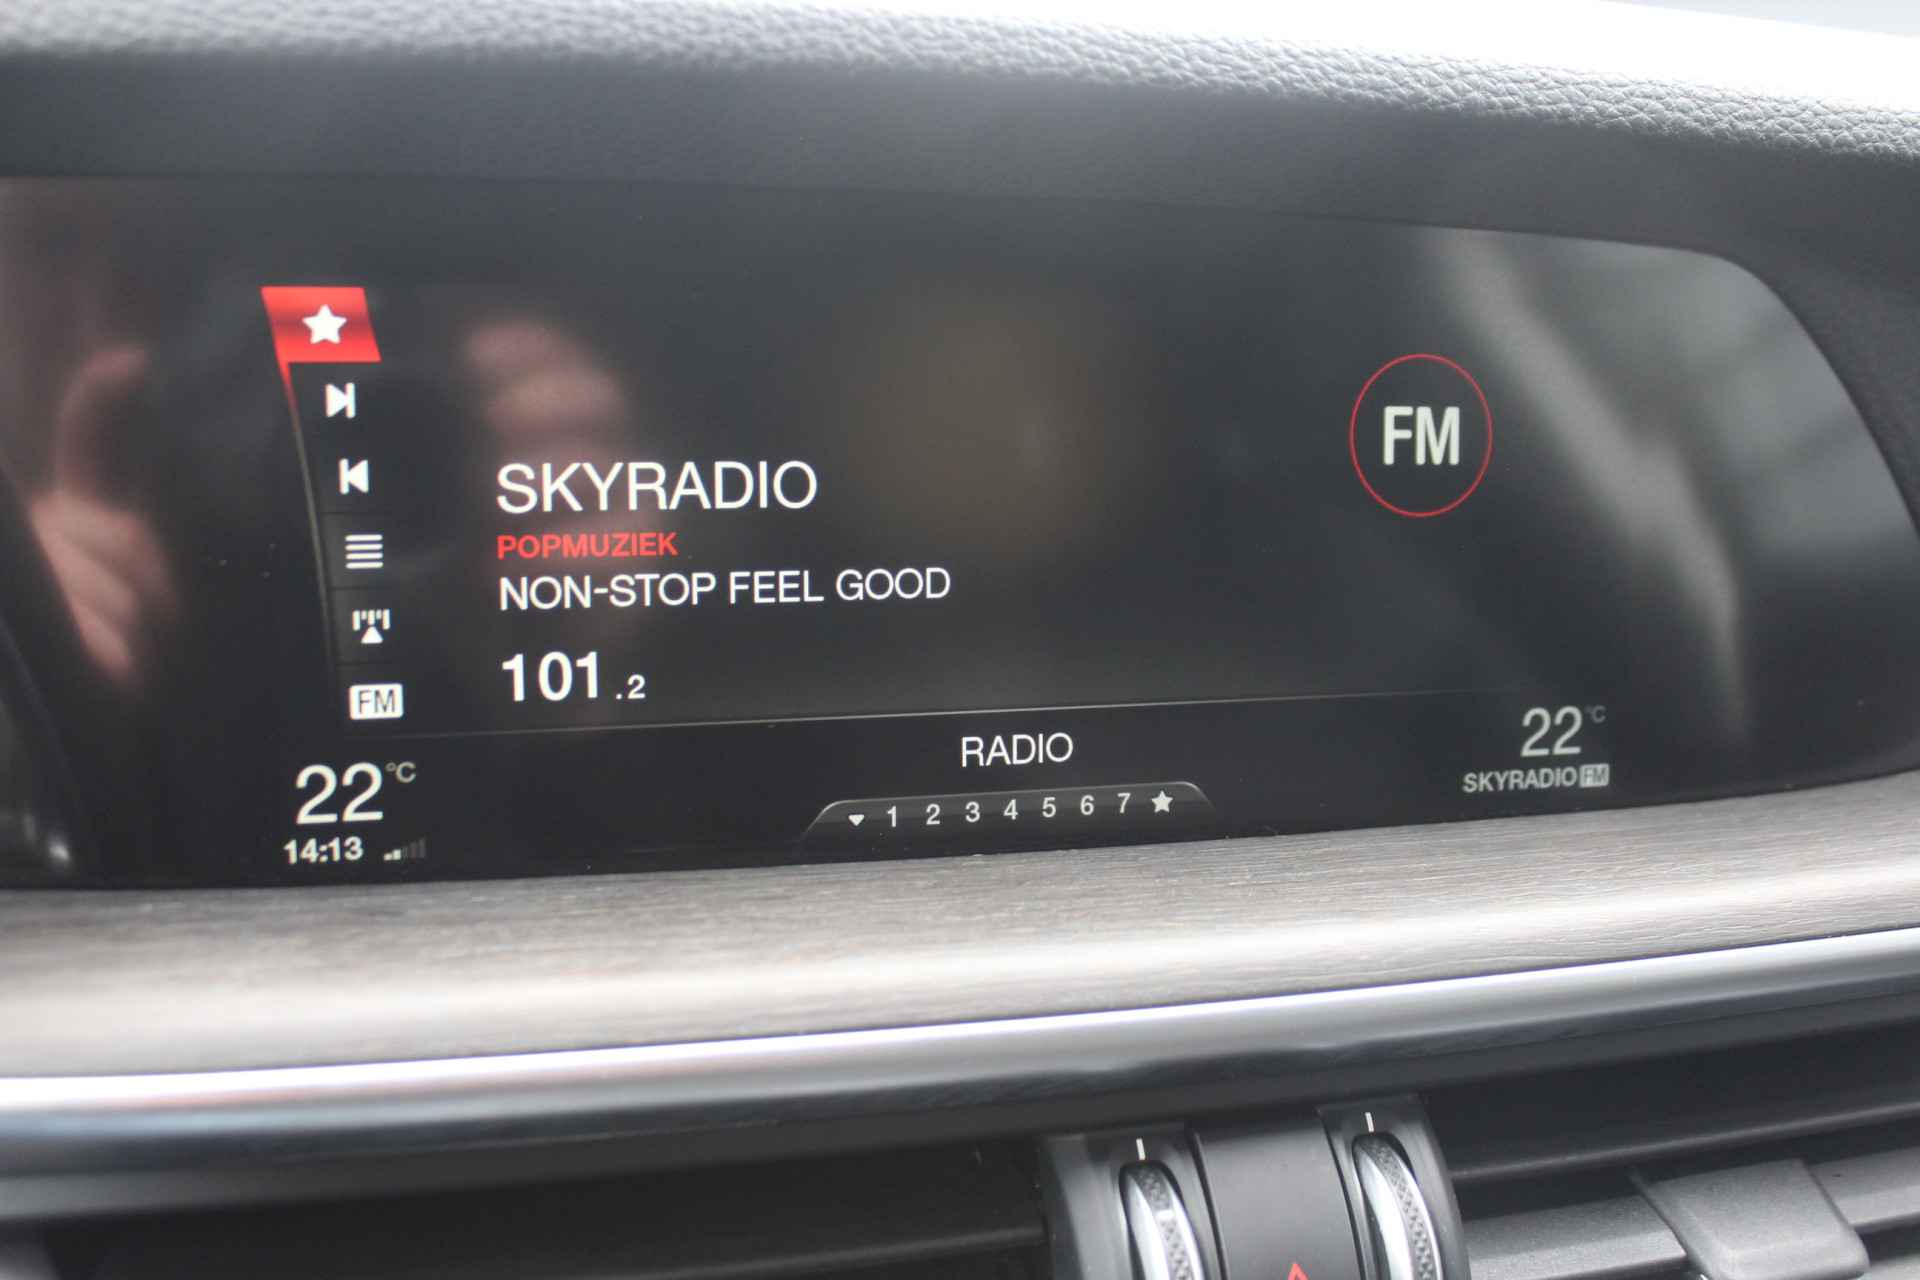 SKYRADIO
POPMUZIEK
NON-STOP FEEL GOOD
101.2
FM
FM
RADIO
1 2 3 4 5 6 7
22°C
14:13
22°C
SKYRADIO FM